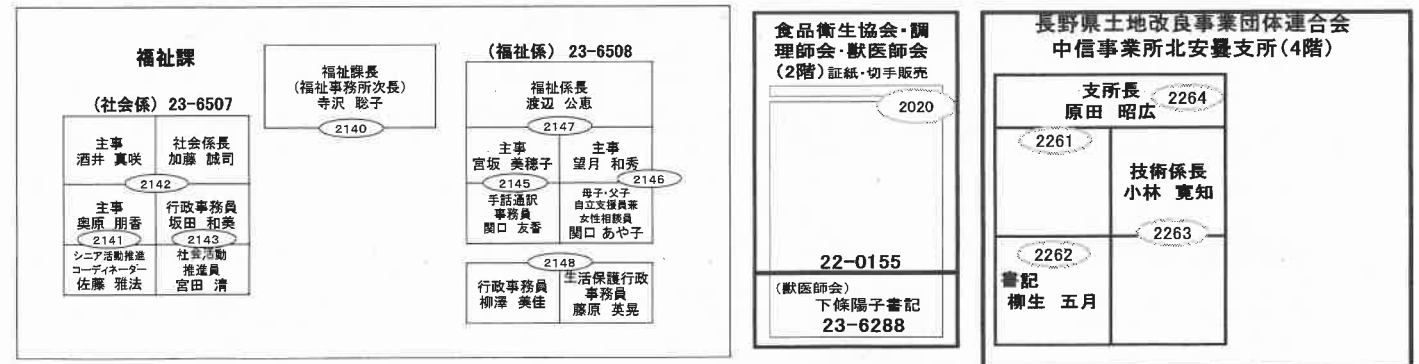 福祉課
(社会係) 23-6507
主事
酒井 真咲
社会係長
加藤 誠司
2142
主事
奥原 朋香
行政事務員
坂田 和美
2141
2143
シニア活動推進
コーディネーター
佐藤 雅法
社会活動
推進員
宮田 清
福祉課長
(福祉事務所次長)
寺沢 聡子
2140
(福祉係) 23-6508
福祉係長
渡辺 公恵
2147
主事
宮坂 美穂子
主事
望月 和秀
2145
2146
手話通訳
事務員
関口 友香
母子・父子
自立支援員兼
女性相談員
関口 あや子
2148
行政事務員
柳澤 美佳
生活保護行政
事務員
藤原 英晃
食品衛生協会・調
理師会・獣医師会
(2階)証紙・切手販売
2020
22-0155
(獣医師会)
下條陽子書記
23-6288
長野県土地改良事業団体連合会
中信事業所北安曇支所(4階)
支所長
原田 昭広
2264
2261
技術係長
小林 寛知
2263
2262
書記
柳生 五月